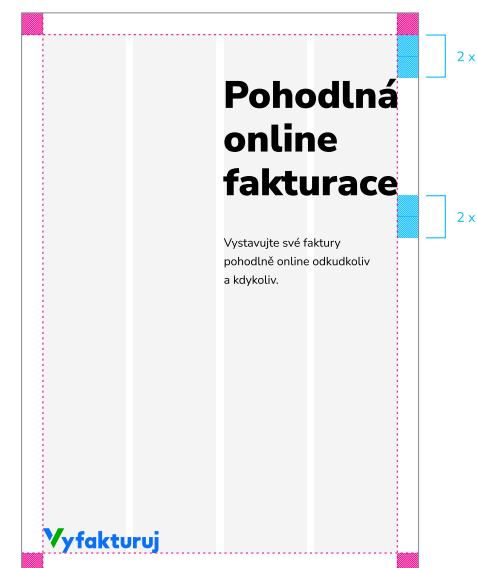 2 x
Pohodlná
online
fakturace
2 x
Vystavujte své faktury
pohodlně online odkudkoliv
a kdykoliv.
Vyfakturuj